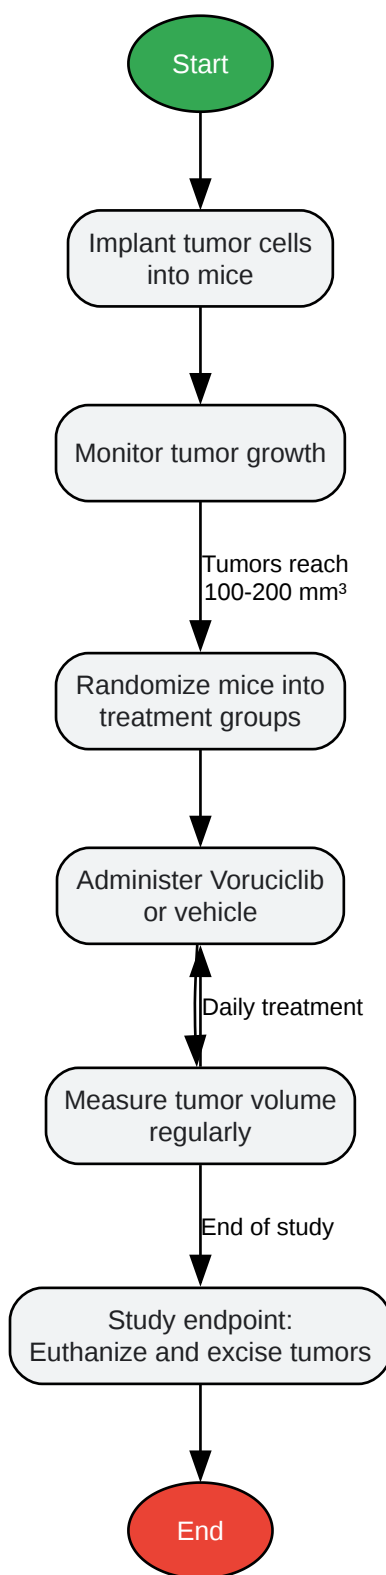 Start
Implant tumor cells
into mice
Monitor tumor growth
Tumors reach
100-200 mm³
Randomize mice into
treatment groups
Administer Voruciclib
or vehicle
Daily treatment
Measure tumor volume
regularly
End of study
Study endpoint:
Euthanize and excise tumors
End